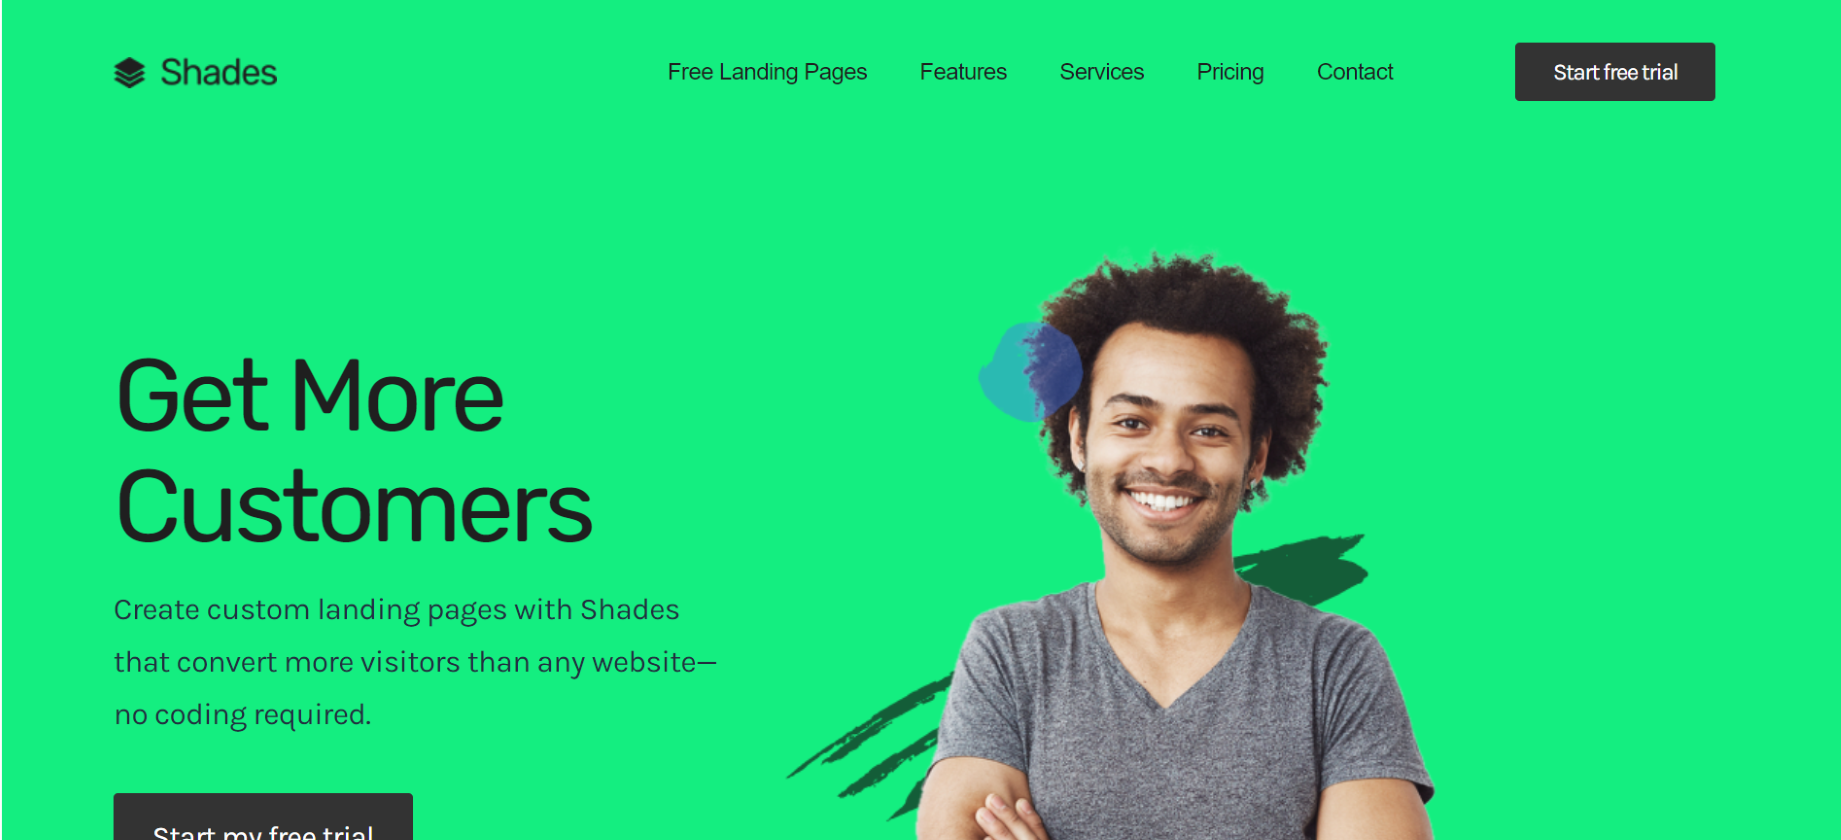 Shades
Free Landing Pages
Features
Services
Pricing
Contact
Start free trial
Get More
Customers
Create custom landing pages with Shades
that convert more visitors than any website—
no coding required.
Start my free trial